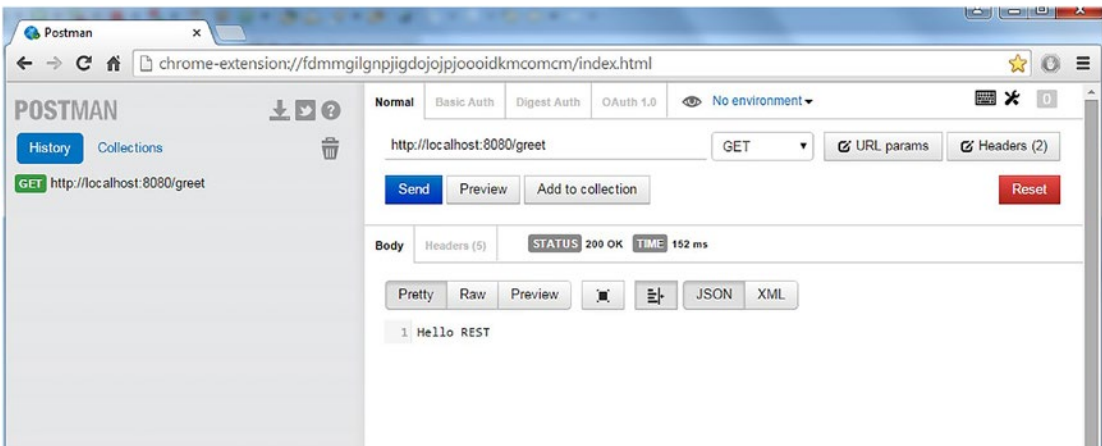 Postman
chrome-extension://fdmmgilgnpjigdojojpjoooidkmcomcm/index.html
POSTMAN
History Collections
GET http://localhost:8080/greet
Normal Basic Auth Digest Auth OAuth 1.0 No environment 0
http://localhost:8080/greet GET URL params Headers (2)
Send Preview Add to collection Reset
Body Headers (5) STATUS 200 OK TIME 152 ms
Pretty Raw Preview JSON XML
1 Hello REST